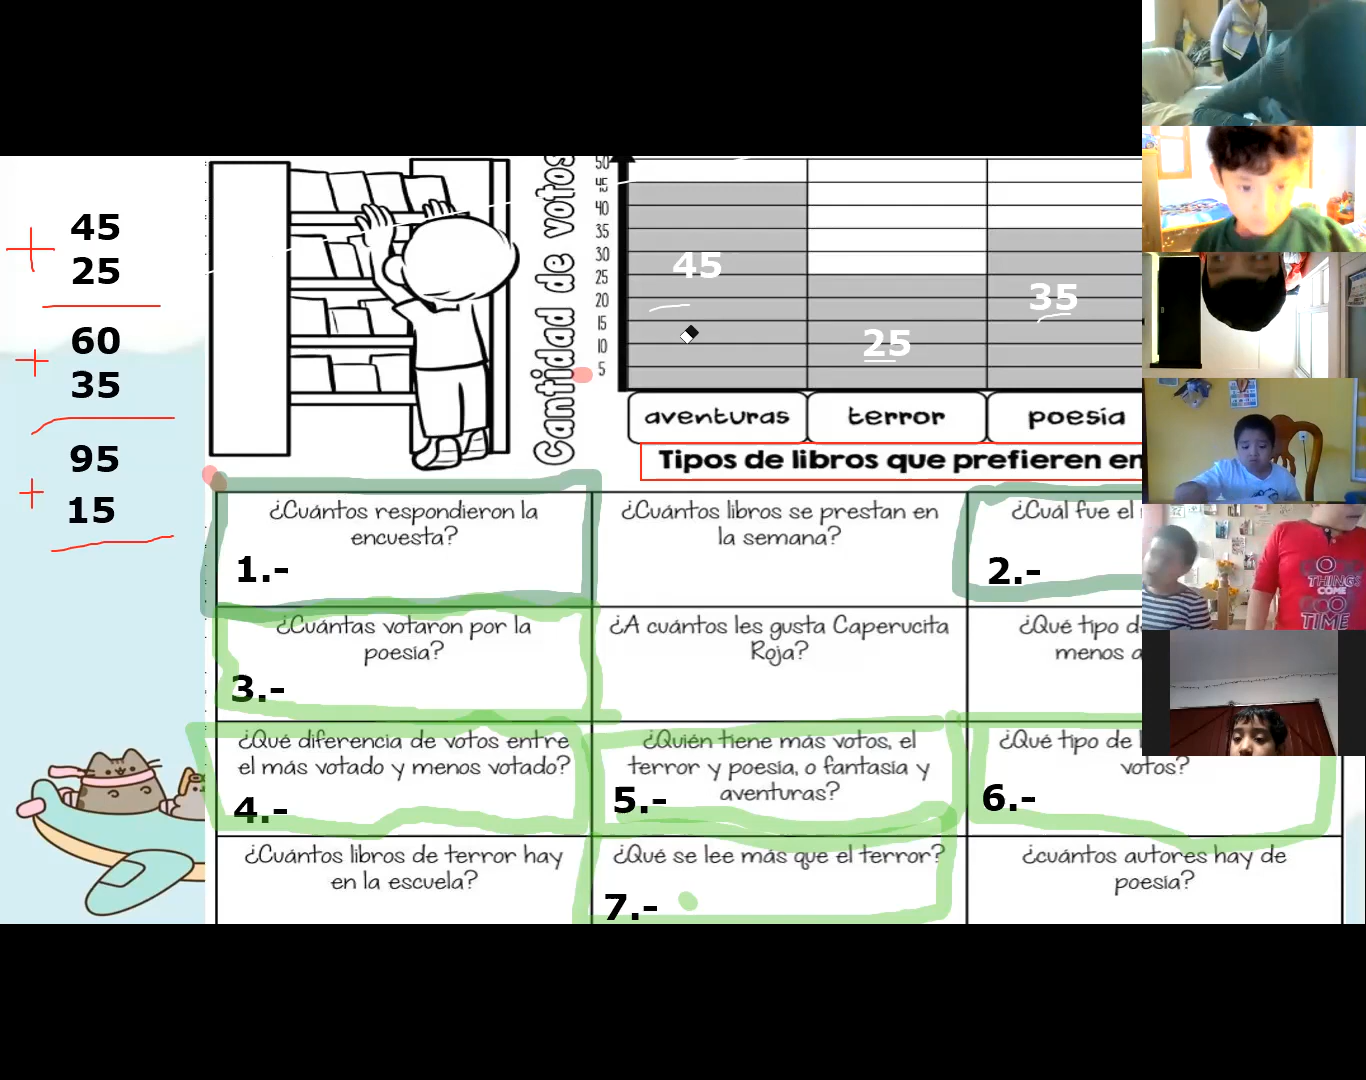 45
25
60
35
95
15
Cantidad de votos
50
45
40
35
30
25
20
15
10
5
45
25
35
aventuras
terror
poesía
Tipos de libros que prefieren en
¿Cuántos respondieron la
encuesta?
1.-
¿Cuántos libros se prestan en
la semana?
¿Cuál fue el
2.-
¿Cuántas votaron por la
poesía?
3.-
¿A cuántos les gusta Caperucita
Roja?
¿Qué tipo d
menos a
¿Qué diferencia de votos entre
el más votado y menos votado?
4.-
¿Quién tiene más votos, el
terror y poesía, o fantasía y
aventuras?
5.-
¿Qué tipo de
votos?
6.-
¿Cuántos libros de terror hay
en la escuela?
¿Qué se lee más que el terror?
7.-
¿cuántos autores hay de
poesía?
THINGS
COME
TIME